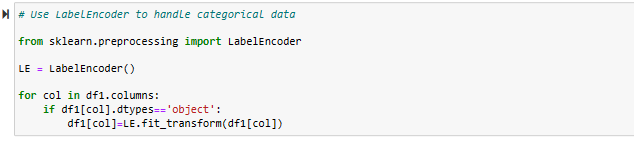 # Use LabelEncoder to handle categorical data
from sklearn.preprocessing import LabelEncoder
LE = LabelEncoder()
for col in df1.columns:
    if df1[col].dtypes=='object':
        df1[col]=LE.fit_transform(df1[col])